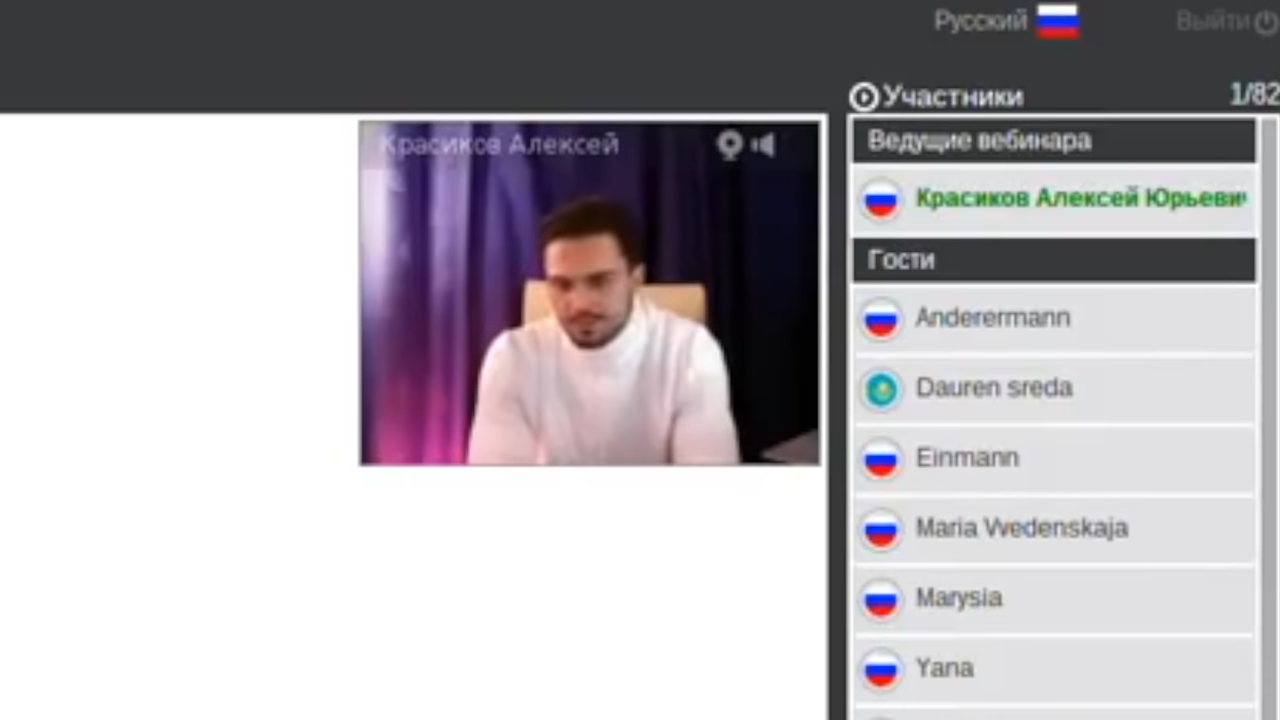 Русский
Выйти
Участники 1/82
Красиков Алексей
Ведущие вебинара
Красиков Алексей Юрьеви
Гости
Anderermann
Dauren sreda
Einmann
Maria Vvedenskaja
Marysia
Yana